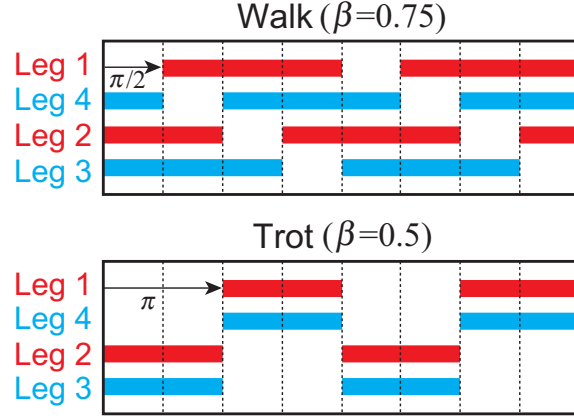 Walk (β=0.75)
Leg 1
π/2
Leg 4
Leg 2
Leg 3
Trot (β=0.5)
Leg 1
π
Leg 4
Leg 2
Leg 3